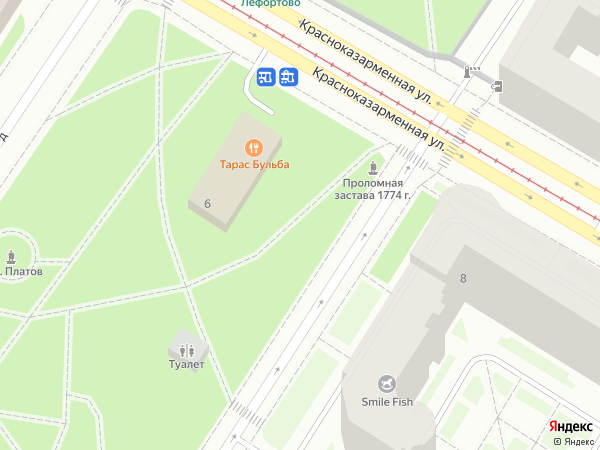 Лефортово
Красноказарменная ул.
Красноказарменная ул.
Тарас Бульба
Проломная
застава 1774 г.
6
. Платов
8
Туалет
Smile Fish
Яндекс
© Яндекс